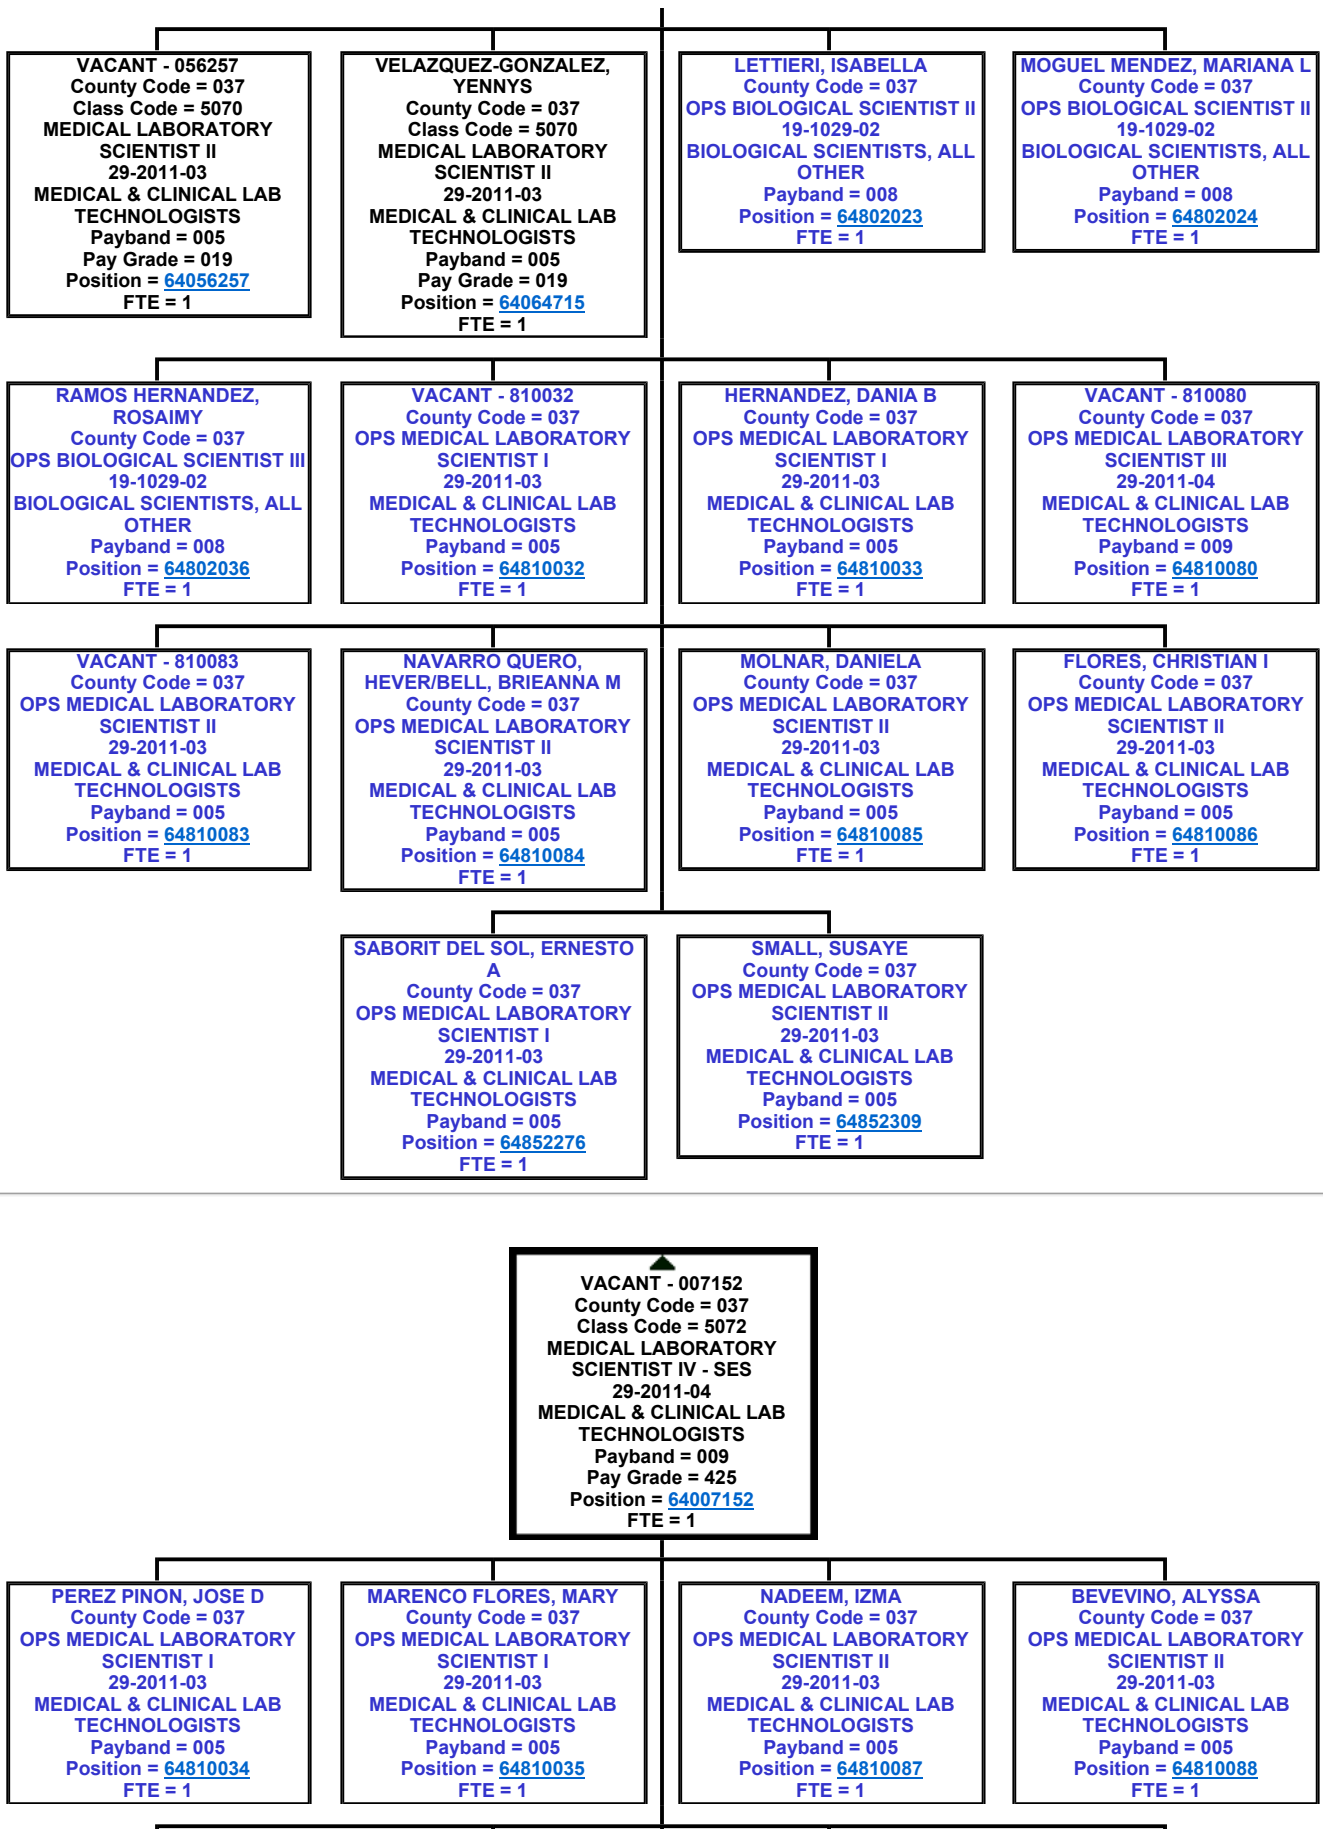 VACANT - 056257
County Code = 037
Class Code = 5070
MEDICAL LABORATORY
SCIENTIST II
29-2011-03
MEDICAL & CLINICAL LAB
TECHNOLOGISTS
Payband = 005
Pay Grade = 019
Position = 64056257
FTE = 1
VELAZQUEZ-GONZALEZ,
YENNYS
County Code = 037
Class Code = 5070
MEDICAL LABORATORY
SCIENTIST II
29-2011-03
MEDICAL & CLINICAL LAB
TECHNOLOGISTS
Payband = 005
Pay Grade = 019
Position = 64064715
FTE = 1
LETTIERI, ISABELLA
County Code = 037
OPS BIOLOGICAL SCIENTIST II
19-1029-02
BIOLOGICAL SCIENTISTS, ALL
OTHER
Payband = 008
Position = 64802023
FTE = 1
MOGUEL MENDEZ, MARIANA L
County Code = 037
OPS BIOLOGICAL SCIENTIST II
19-1029-02
BIOLOGICAL SCIENTISTS, ALL
OTHER
Payband = 008
Position = 64802024
FTE = 1
RAMOS HERNANDEZ,
ROSAIMY
County Code = 037
OPS BIOLOGICAL SCIENTIST III
19-1029-02
BIOLOGICAL SCIENTISTS, ALL
OTHER
Payband = 008
Position = 64802036
FTE = 1
VACANT - 810032
County Code = 037
OPS MEDICAL LABORATORY
SCIENTIST I
29-2011-03
MEDICAL & CLINICAL LAB
TECHNOLOGISTS
Payband = 005
Position = 64810032
FTE = 1
HERNANDEZ, DANIA B
County Code = 037
OPS MEDICAL LABORATORY
SCIENTIST I
29-2011-03
MEDICAL & CLINICAL LAB
TECHNOLOGISTS
Payband = 005
Position = 64810033
FTE = 1
VACANT - 810080
County Code = 037
OPS MEDICAL LABORATORY
SCIENTIST III
29-2011-04
MEDICAL & CLINICAL LAB
TECHNOLOGISTS
Payband = 009
Position = 64810080
FTE = 1
VACANT - 810083
County Code = 037
OPS MEDICAL LABORATORY
SCIENTIST II
29-2011-03
MEDICAL & CLINICAL LAB
TECHNOLOGISTS
Payband = 005
Position = 64810083
FTE = 1
NAVARRO QUERO,
HEVER/BELL, BRIEANNA M
County Code = 037
OPS MEDICAL LABORATORY
SCIENTIST II
29-2011-03
MEDICAL & CLINICAL LAB
TECHNOLOGISTS
Payband = 005
Position = 64810084
FTE = 1
MOLNAR, DANIELA
County Code = 037
OPS MEDICAL LABORATORY
SCIENTIST II
29-2011-03
MEDICAL & CLINICAL LAB
TECHNOLOGISTS
Payband = 005
Position = 64810085
FTE = 1
FLORES, CHRISTIAN I
County Code = 037
OPS MEDICAL LABORATORY
SCIENTIST II
29-2011-03
MEDICAL & CLINICAL LAB
TECHNOLOGISTS
Payband = 005
Position = 64810086
FTE = 1
SABORIT DEL SOL, ERNESTO
A
County Code = 037
OPS MEDICAL LABORATORY
SCIENTIST I
29-2011-03
MEDICAL & CLINICAL LAB
TECHNOLOGISTS
Payband = 005
Position = 64852276
FTE = 1
SMALL, SUSAYE
County Code = 037
OPS MEDICAL LABORATORY
SCIENTIST II
29-2011-03
MEDICAL & CLINICAL LAB
TECHNOLOGISTS
Payband = 005
Position = 64852309
FTE = 1
VACANT - 007152
County Code = 037
Class Code = 5072
MEDICAL LABORATORY
SCIENTIST IV - SES
29-2011-04
MEDICAL & CLINICAL LAB
TECHNOLOGISTS
Payband = 009
Pay Grade = 425
Position = 64007152
FTE = 1
PEREZ PINON, JOSE D
County Code = 037
OPS MEDICAL LABORATORY
SCIENTIST I
29-2011-03
MEDICAL & CLINICAL LAB
TECHNOLOGISTS
Payband = 005
Position = 64810034
FTE = 1
MARENCO FLORES, MARY
County Code = 037
OPS MEDICAL LABORATORY
SCIENTIST I
29-2011-03
MEDICAL & CLINICAL LAB
TECHNOLOGISTS
Payband = 005
Position = 64810035
FTE = 1
NADEEM, IZMA
County Code = 037
OPS MEDICAL LABORATORY
SCIENTIST II
29-2011-03
MEDICAL & CLINICAL LAB
TECHNOLOGISTS
Payband = 005
Position = 64810087
FTE = 1
BEVEVINO, ALYSSA
County Code = 037
OPS MEDICAL LABORATORY
SCIENTIST II
29-2011-03
MEDICAL & CLINICAL LAB
TECHNOLOGISTS
Payband = 005
Position = 64810088
FTE = 1